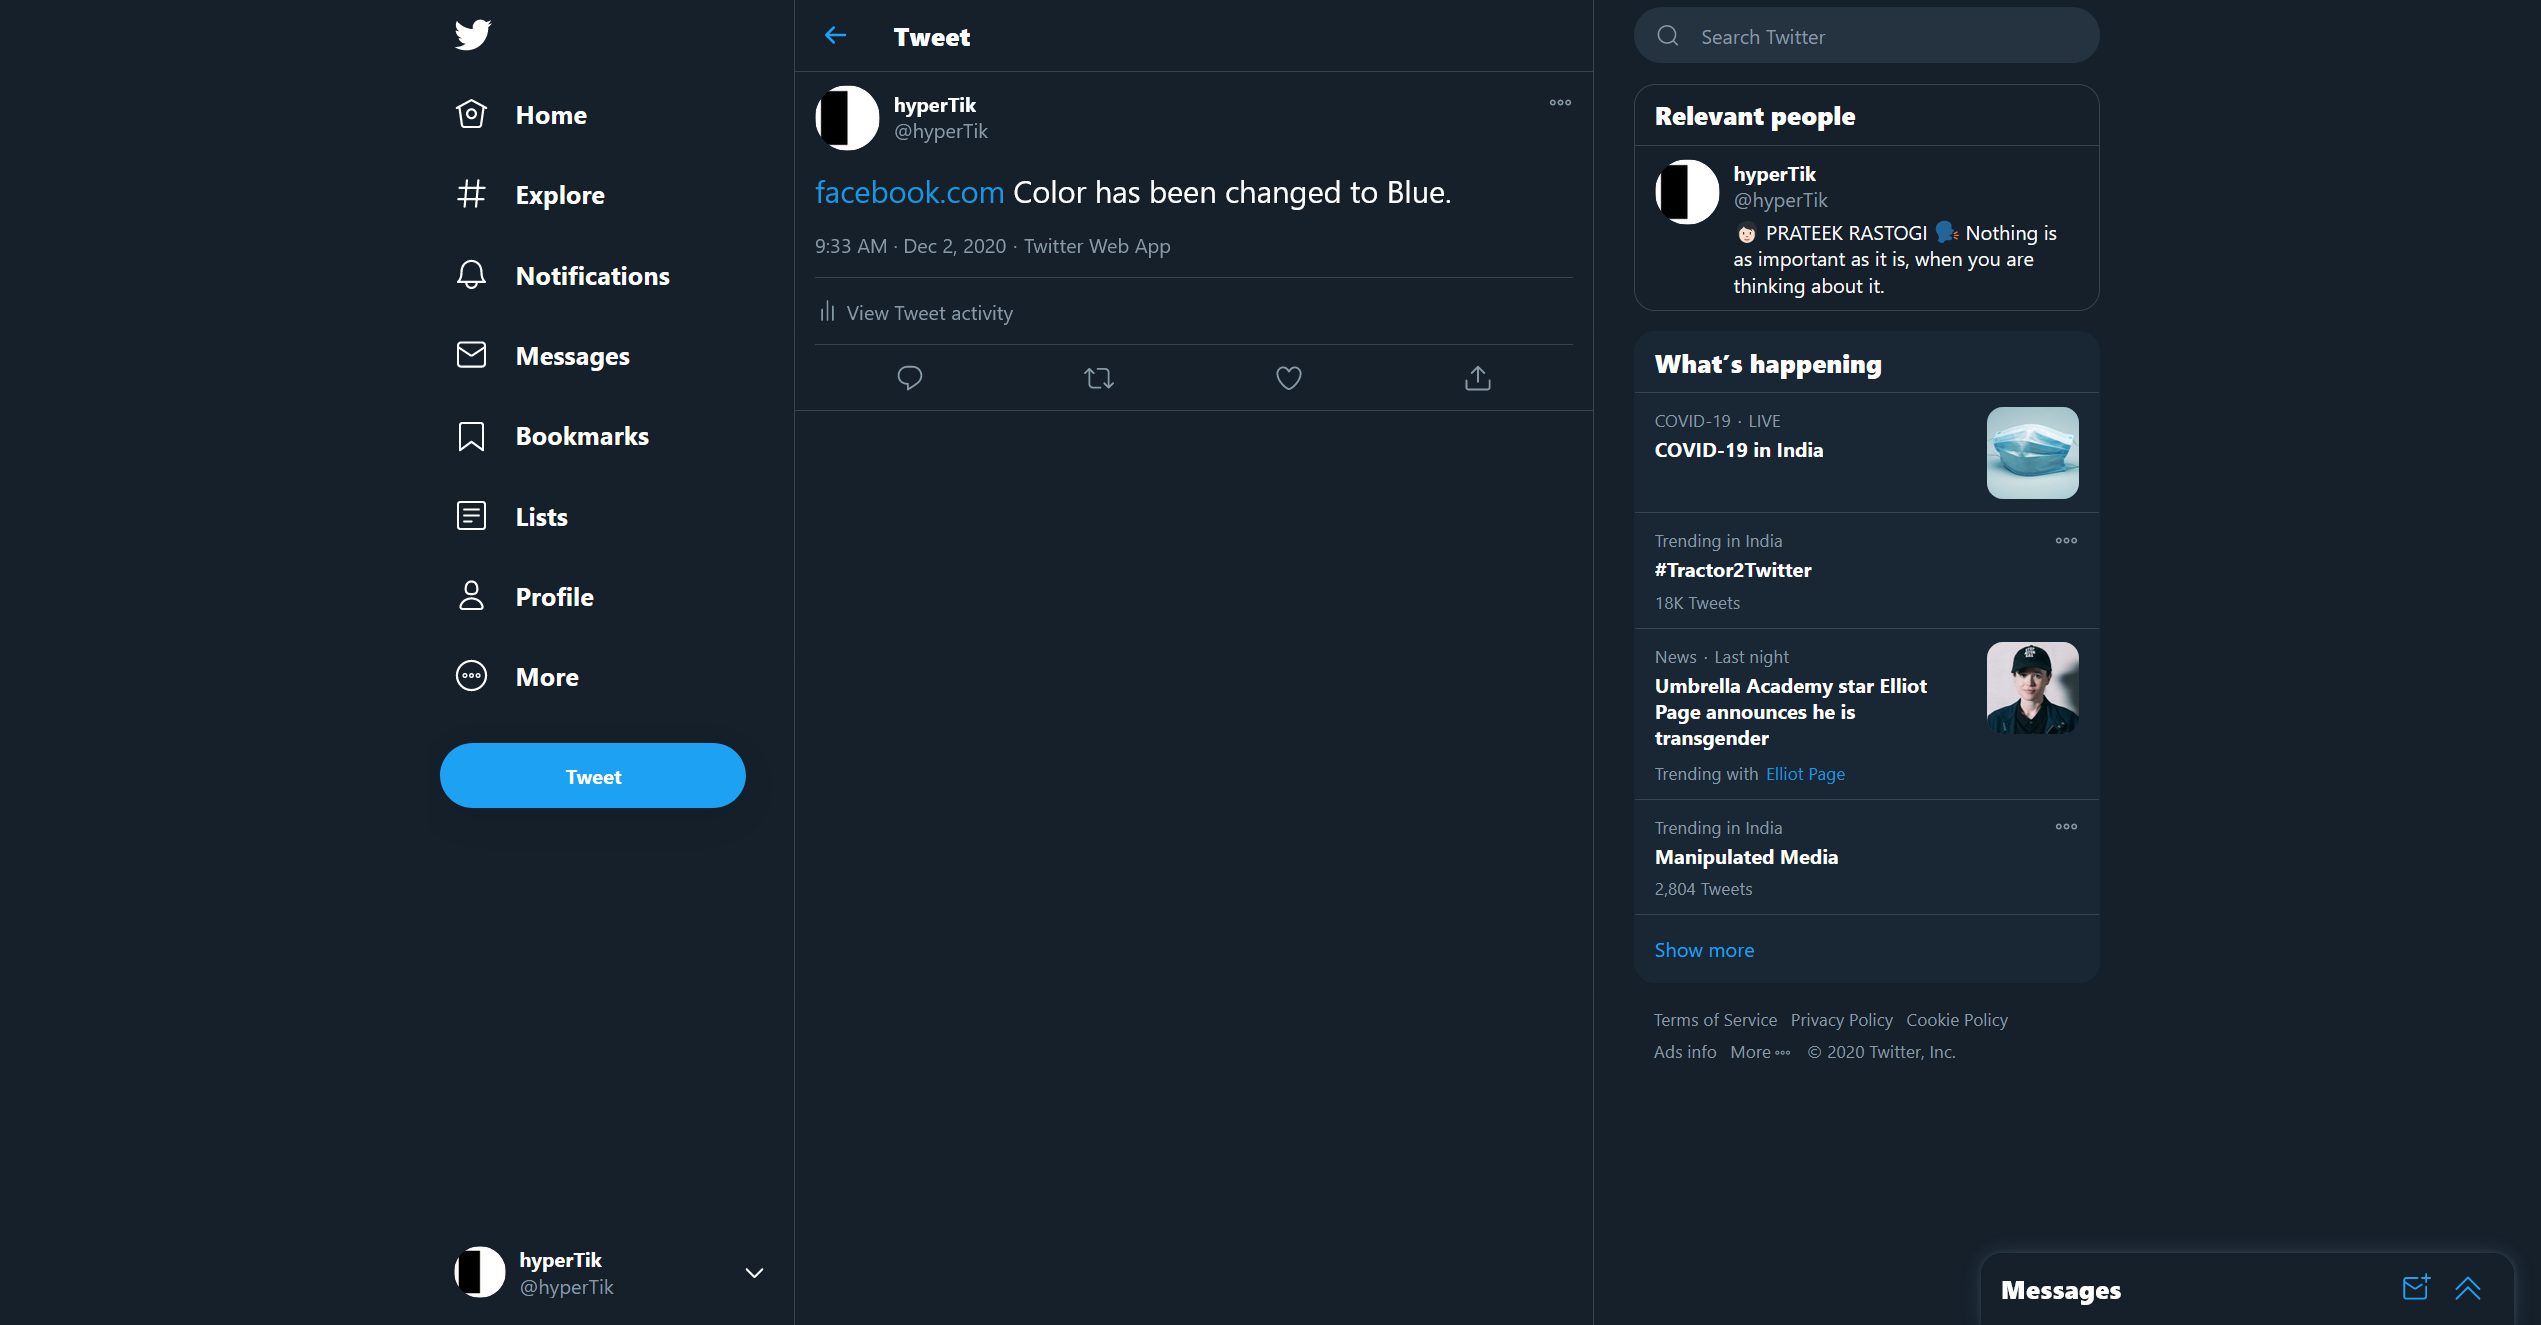 Home
Explore
Notifications
Messages
Bookmarks
Lists
Profile
More
Tweet
hyperTik
@hyperTik
Tweet
hyperTik
@hyperTik
facebook.com Color has been changed to Blue.
9:33 AM · Dec 2, 2020 · Twitter Web App
View Tweet activity
Search Twitter
Relevant people
hyperTik
@hyperTik
PRATEEK RASTOGI Nothing is
as important as it is, when you are
thinking about it.
What's happening
COVID-19 · LIVE
COVID-19 in India
Trending in India
#Tractor2Twitter
18K Tweets
News · Last night
Umbrella Academy star Elliot
Page announces he is
transgender
Trending with Elliot Page
Trending in India
Manipulated Media
2,804 Tweets
Show more
Terms of Service Privacy Policy Cookie Policy
Ads info More © 2020 Twitter, Inc.
Messages